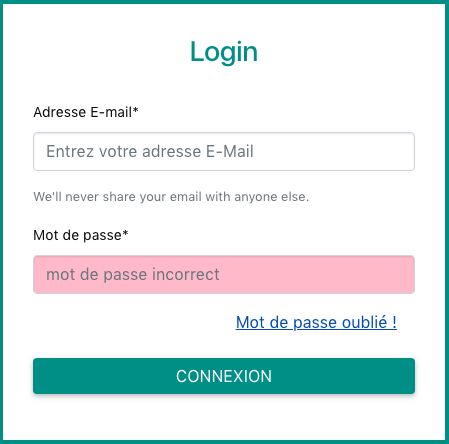 Login
Adresse E-mail*
Entrez votre adresse E-Mail
We'll never share your email with anyone else.
Mot de passe*
mot de passe incorrect
Mot de passe oublié !
CONNEXION